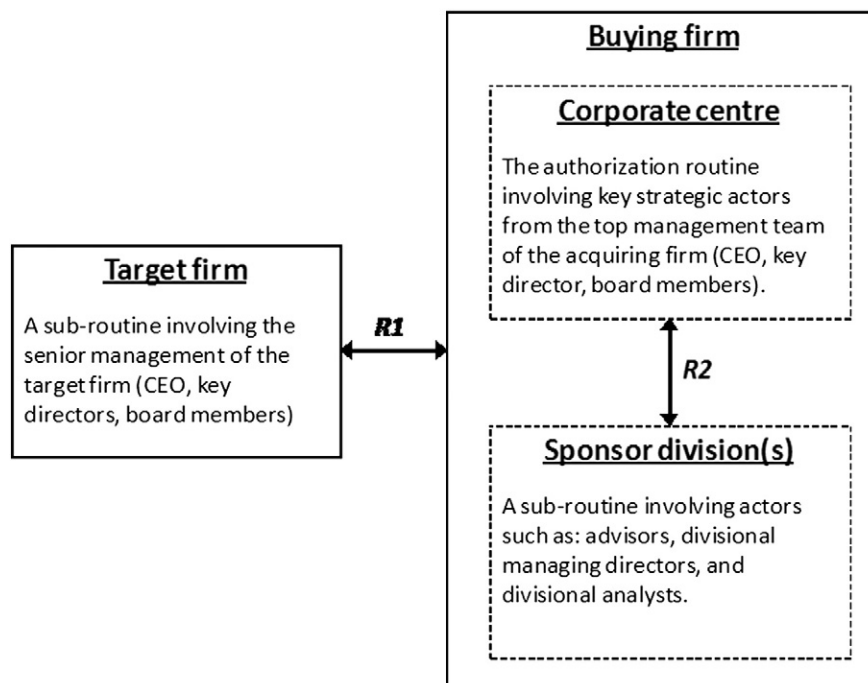 Buying firm
Corporate centre
The authorization routine
involving key strategic actors
from the top management team
of the acquiring firm (CEO, key
director, board members).
Target firm
A sub-routine involving the
senior management of the
target firm (CEO, key
directors, board members)
R1
R2
Sponsor division(s)
A sub-routine involving actors
such as: advisors, divisional
managing directors, and
divisional analysts.